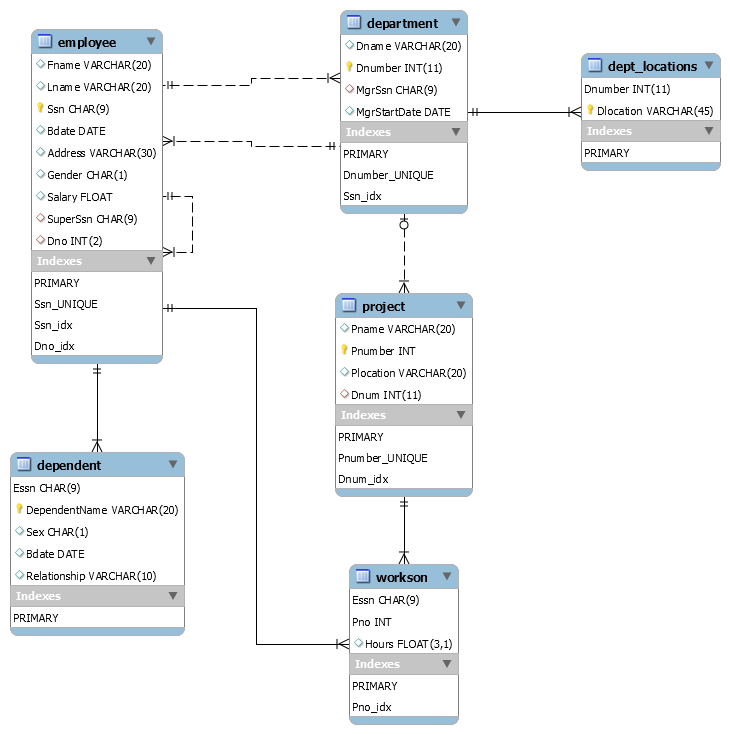 employee
Fname VARCHAR(20)
Lname VARCHAR(20)
Ssn CHAR(9)
Bdate DATE
Address VARCHAR(30)
Gender CHAR(1)
Salary FLOAT
SuperSsn CHAR(9)
Dno INT(2)
Indexes
PRIMARY
Ssn_UNIQUE
Ssn_idx
Dno_idx
department
Dname VARCHAR(20)
Dnumber INT(11)
MgrSsn CHAR(9)
MgrStartDate DATE
Indexes
PRIMARY
Dnumber_UNIQUE
Ssn_idx
dept_locations
Dnumber INT(11)
Dlocation VARCHAR(45)
Indexes
PRIMARY
project
Pname VARCHAR(20)
Pnumber INT
Plocation VARCHAR(20)
Dnum INT(11)
Indexes
PRIMARY
Pnumber_UNIQUE
Dnum_idx
dependent
Essn CHAR(9)
DependentName VARCHAR(20)
Sex CHAR(1)
Bdate DATE
Relationship VARCHAR(10)
Indexes
PRIMARY
workson
Essn CHAR(9)
Pno INT
Hours FLOAT(3,1)
Indexes
PRIMARY
Pno_idx